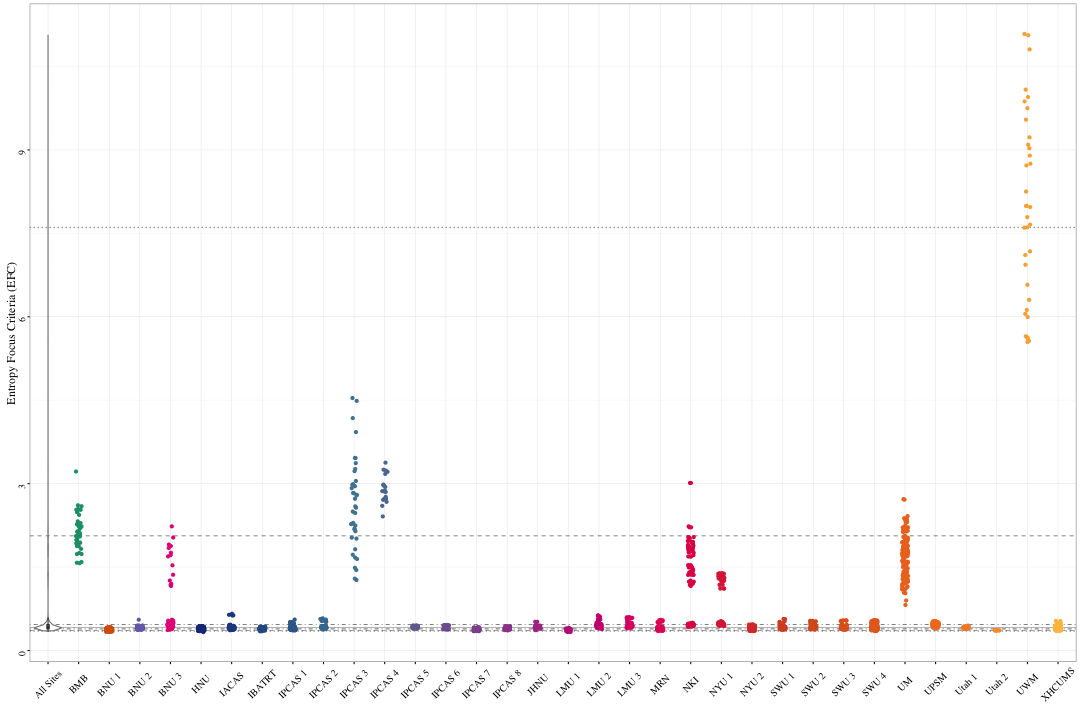 Entropy Focus Criteria (EFC)
9
6
3
0
All Sites
BMB
BNU 1
BNU 2
BNU 3
HNU
IACAS
IBATRT
IPCAS 1
IPCAS 2
IPCAS 3
IPCAS 4
IPCAS 5
IPCAS 6
IPCAS 7
IPCAS 8
JHNU
LMU 1
LMU 2
LMU 3
MRN
NKI
NYU 1
NYU 2
SWU 1
SWU 2
SWU 3
SWU 4
UM
UPSM
Utah 1
Utah 2
UWM
XHCUMS